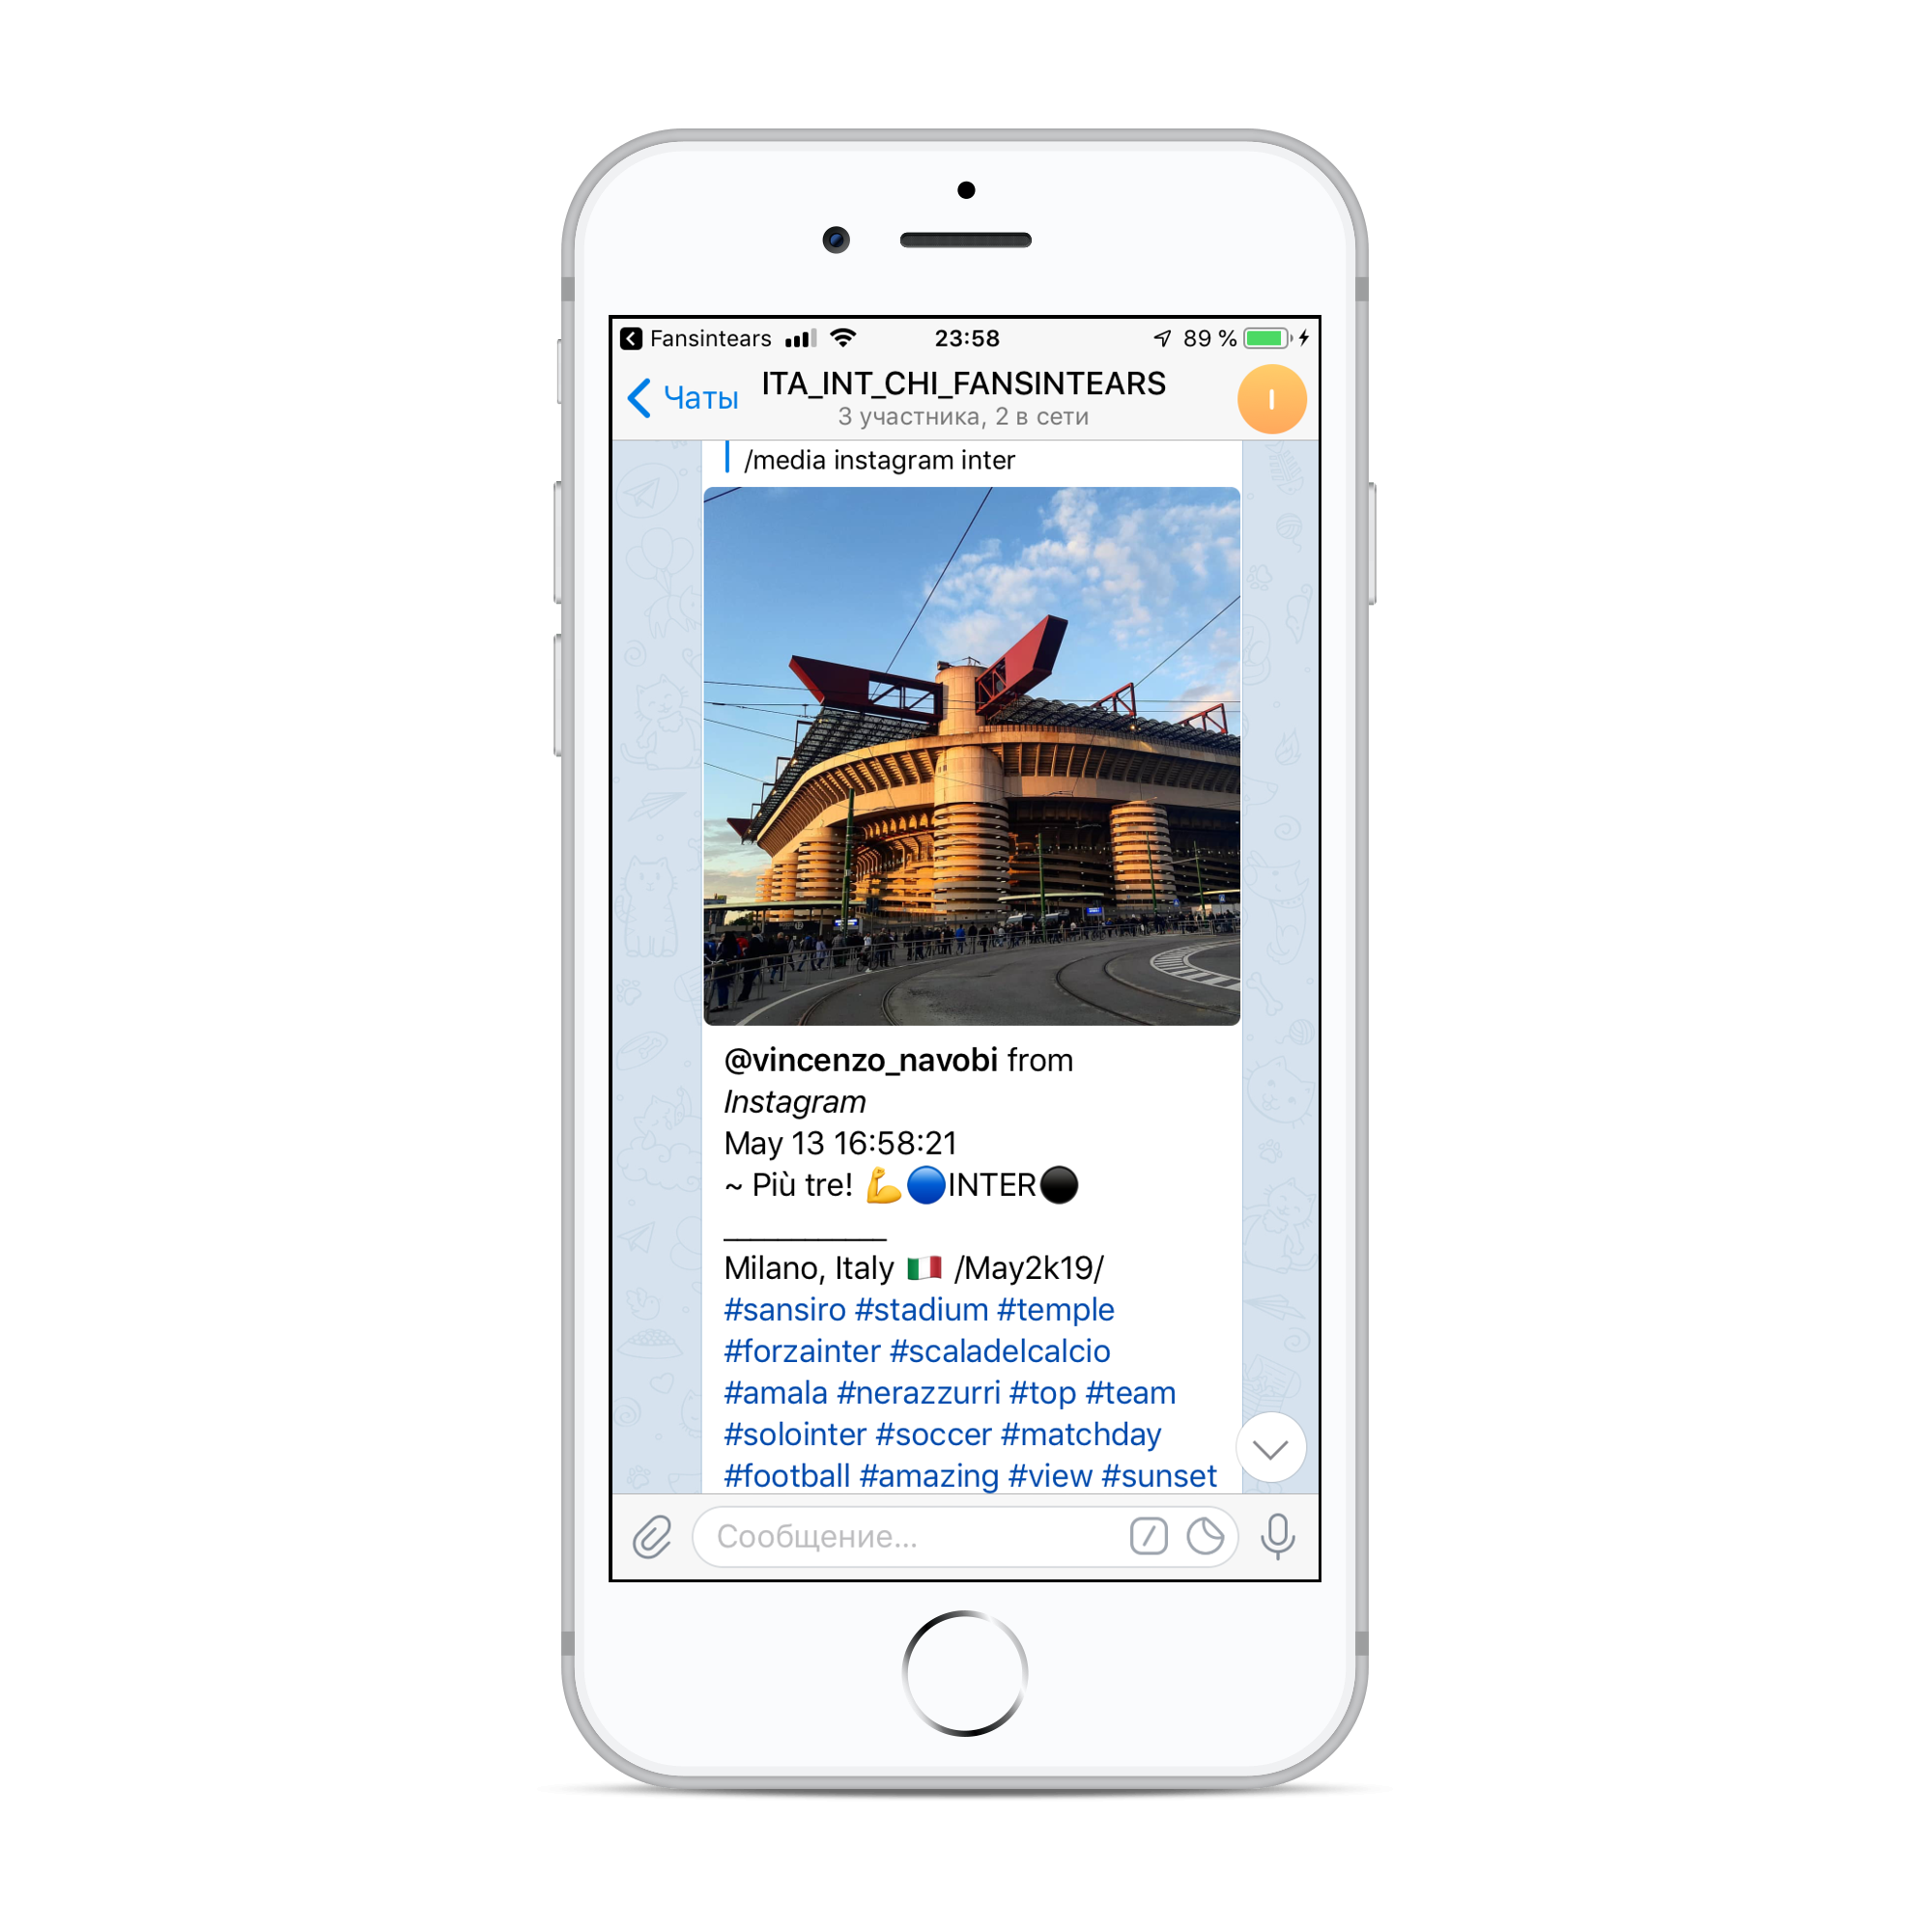 Fansintears 23:58 89 %
Чаты ITA_INT_CHI_FANSINTEARS I
3 участника, 2 в сети
/media instagram inter
@vincenzo_navobi from
Instagram
May 13 16:58:21
~ Più tre! 💪🔵INTER⚫
____________
Milano, Italy 🇮🇹 /May2k19/
#sansiro #stadium #temple
#forzainter #scaladelcalcio
#amala #nerazzurri #top #team
#solointer #soccer #matchday
#football #amazing #view #sunset
Сообщение...